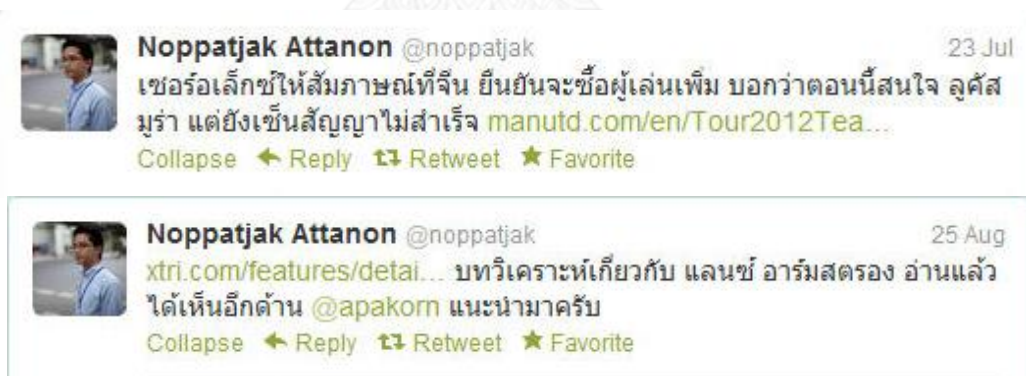 Noppatjak Attanon @noppatjak 23 Jul
เซอร์อเล็กซ์ให้สัมภาษณ์ที่จีน ยืนยันจะซื้อผู้เล่นเพิ่ม บอกว่าตอนนี้สนใจ ลูคัส
มูร่า แต่ยังเซ็นสัญญาไม่สำเร็จ manutd.com/en/Tour2012Tea...
Collapse Reply Retweet Favorite
Noppatjak Attanon @noppatjak 25 Aug
xtri.com/features/detai... บทวิเคราะห์เกี่ยวกับ แลนซ์ อาร์มสตรอง อ่านแล้ว
ได้เห็นอีกด้าน @apakorn แนะนำมาครับ
Collapse Reply Retweet Favorite